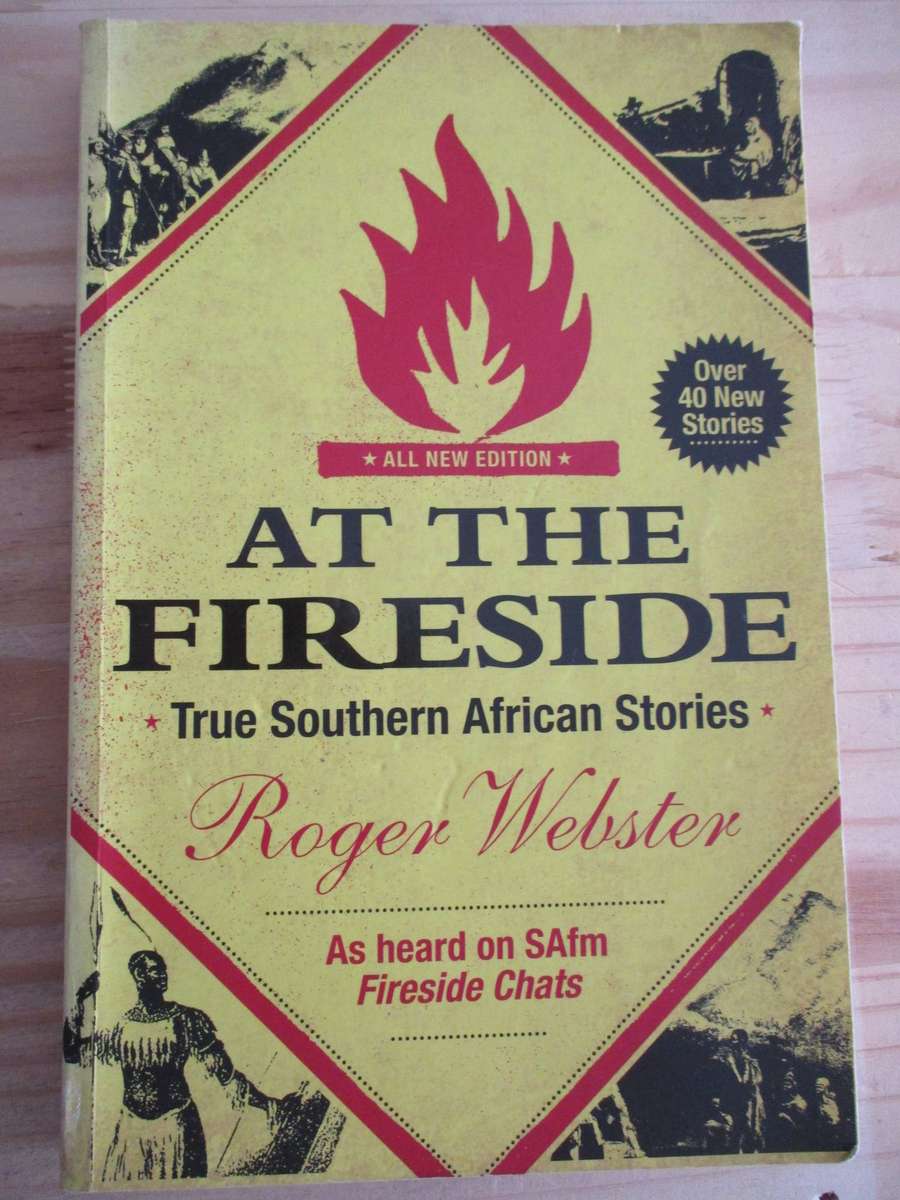 Over
40 New
Stories
★ ALL NEW EDITION ★
AT THE
FIRESIDE
★ True Southern African Stories ★
Roger Webster
As heard on SAfm
Fireside Chats